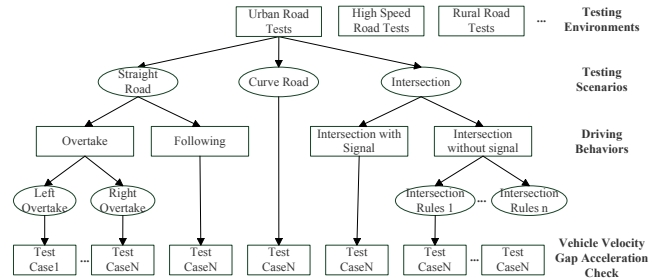 Urban Road
Tests
High Speed
Road Tests
Rural Road
Tests
...
Testing
Environments
Straight
Road
Curve Road
Intersection
Testing
Scenarios
Overtake
Following
Intersection with
Signal
Intersection
without signal
Driving
Behaviors
Left
Overtake
Right
Overtake
Intersection
Rules 1
...
Intersection
Rules n
Test
Case1
...
Test
CaseN
Test
CaseN
Test
CaseN
Test
CaseN
Test
CaseN
...
Test
CaseN
Vehicle Velocity
Gap Acceleration
Check